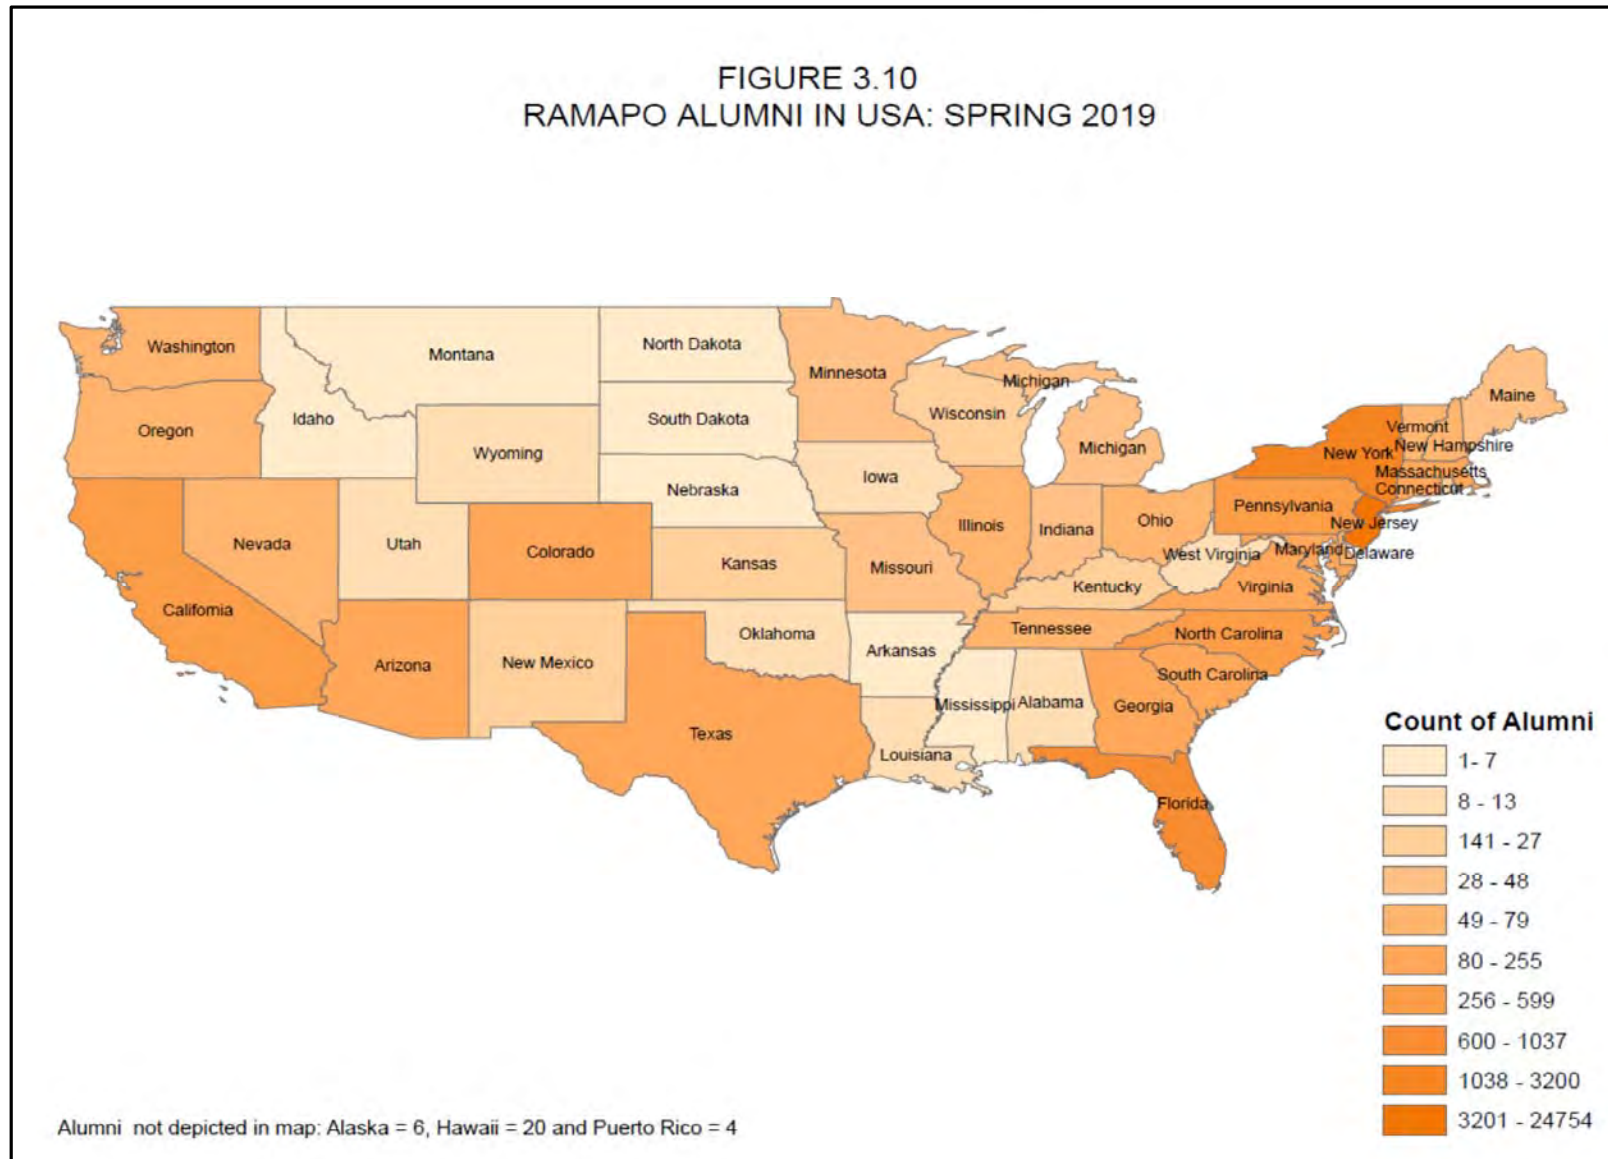 FIGURE 3.10
RAMAPO ALUMNI IN USA: SPRING 2019
Washington
Montana
North Dakota
Minnesota
Michigan
Maine
Oregon
Idaho
South Dakota
Wisconsin
Michigan
Vermont
New Hampshire
Wyoming
New York
Massachusetts
Connecticut
Nebraska
Iowa
Pennsylvania
New Jersey
Nevada
Utah
Colorado
Kansas
Illinois
Indiana
Ohio
West Virginia
Maryland
Delaware
Missouri
Kentucky
Virginia
California
Arizona
New Mexico
Oklahoma
Arkansas
Tennessee
North Carolina
South Carolina
Texas
Louisiana
Mississippi
Alabama
Georgia
Florida
Count of Alumni
1- 7
8 - 13
141 - 27
28 - 48
49 - 79
80 - 255
256 - 599
600 - 1037
1038 - 3200
3201 - 24754
Alumni not depicted in map: Alaska = 6, Hawaii = 20 and Puerto Rico = 4